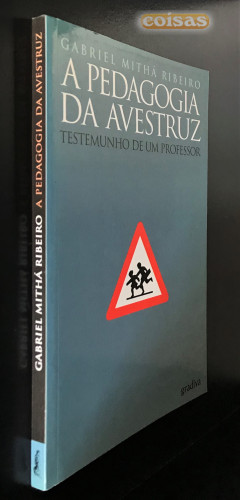 coisas
GABRIEL MITHÁ RIBEIRO
A PEDAGOGIA
DA AVESTRUZ
TESTEMUNHO DE UM PROFESSOR
gradiva
GABRIEL MITHÁ RIBEIRO A PEDAGOGIA DA AVESTRUZ